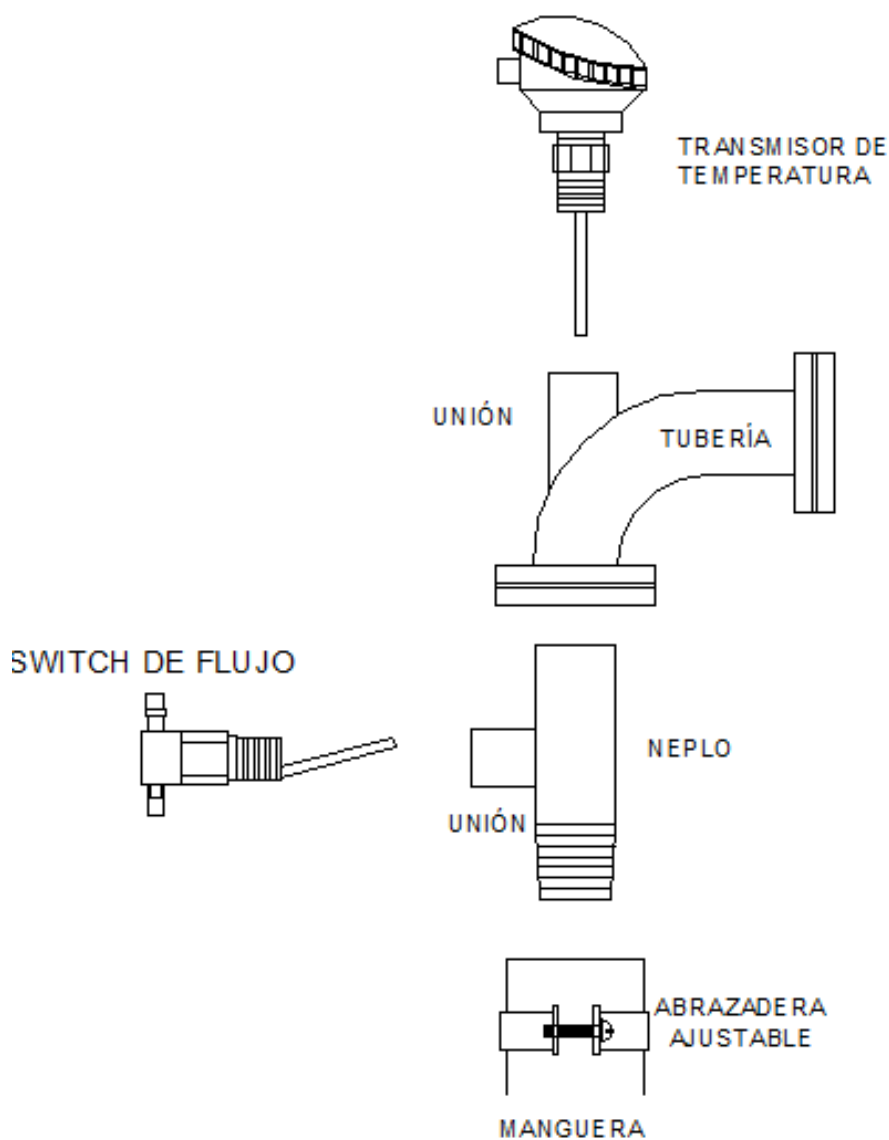 TRANSMISOR DE
TEMPERATURA
UNIÓN
TUBERÍA
SWITCH DE FLUJO
NEPLO
UNIÓN
ABRAZADERA
AJUSTABLE
MANGUERA